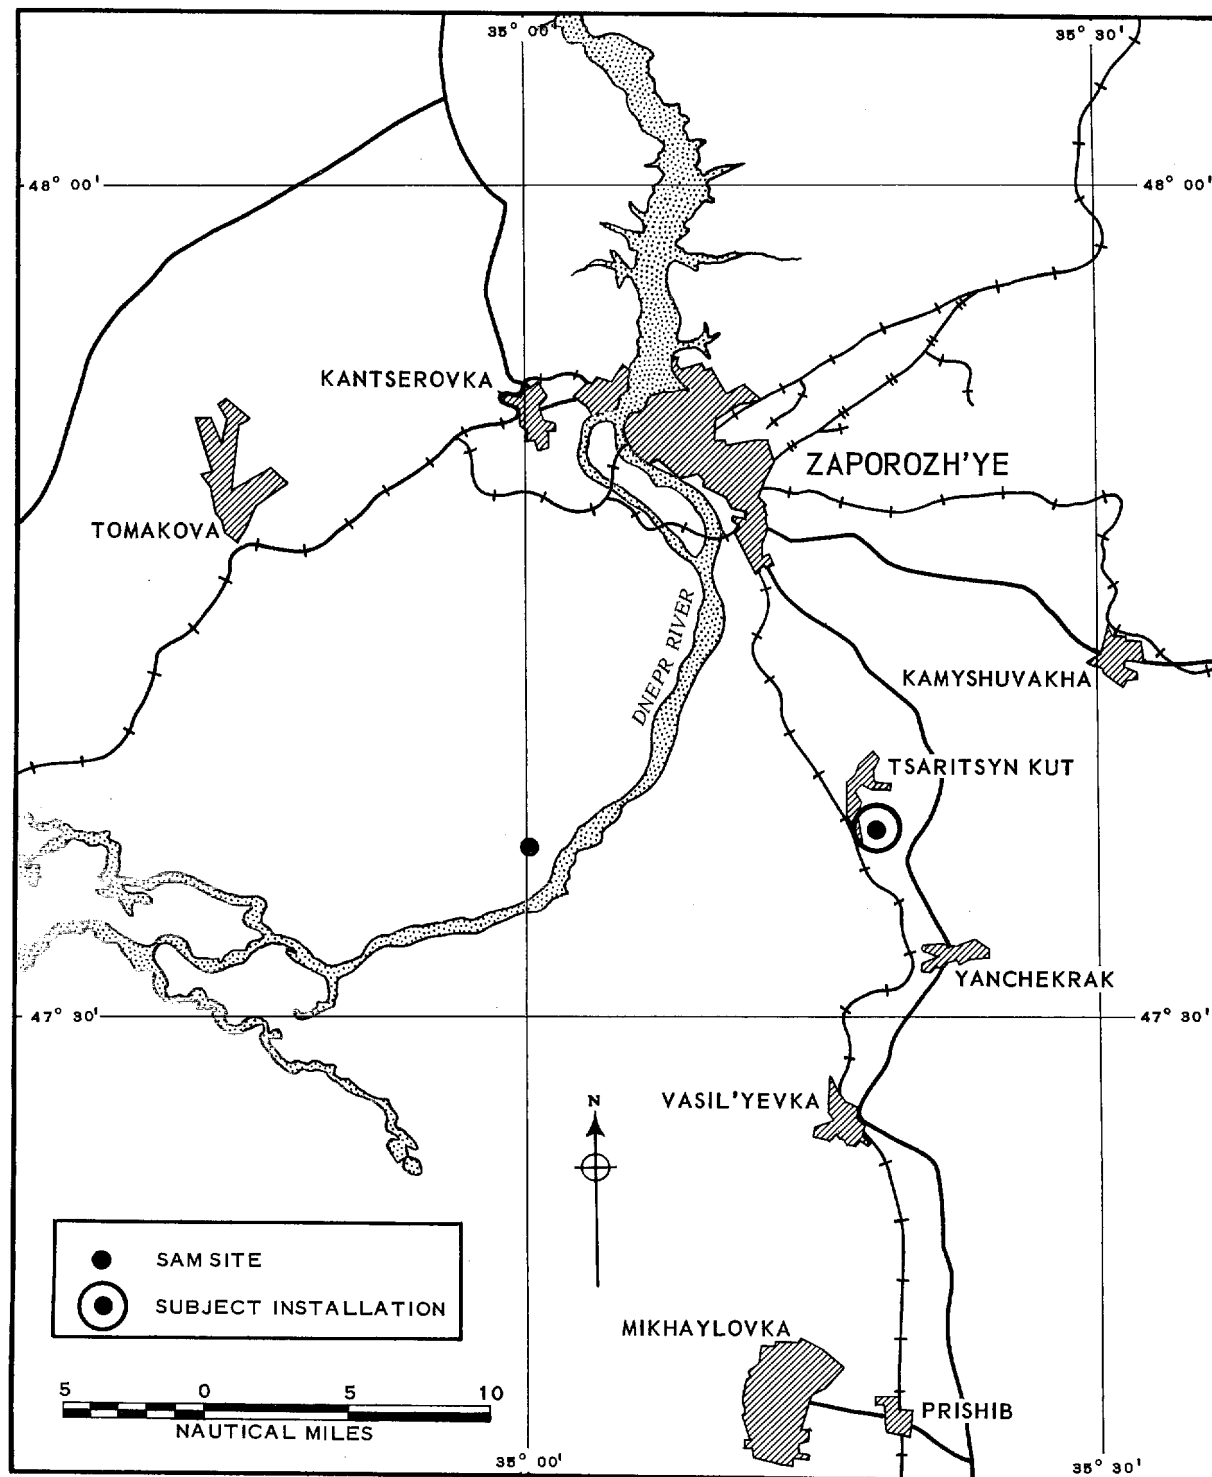 35° 00'
35° 30'
48° 00'
48° 00'
KANTSEROVKA
ZAPOROZH'YE
TOMAKOVA
DNEPR RIVER
KAMYSHUVAKHA
TSARITSYN KUT
YANCHEKRAK
47° 30'
47° 30'
VASIL'YEVKA
N
SAM SITE
SUBJECT INSTALLATION
MIKHAYLOVKA
5 0 5 10
PRISHIB
NAUTICAL MILES
35° 00'
35° 30'